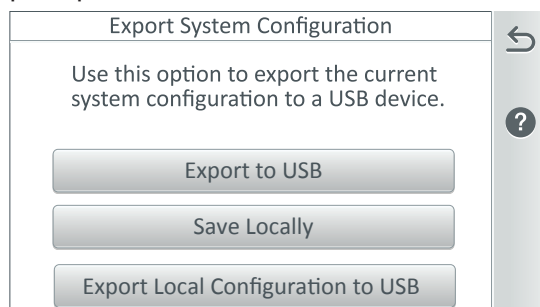 Export System Configuration
Use this option to export the current
system configuration to a USB device.
?
Export to USB
Save Locally
Export Local Configuration to USB